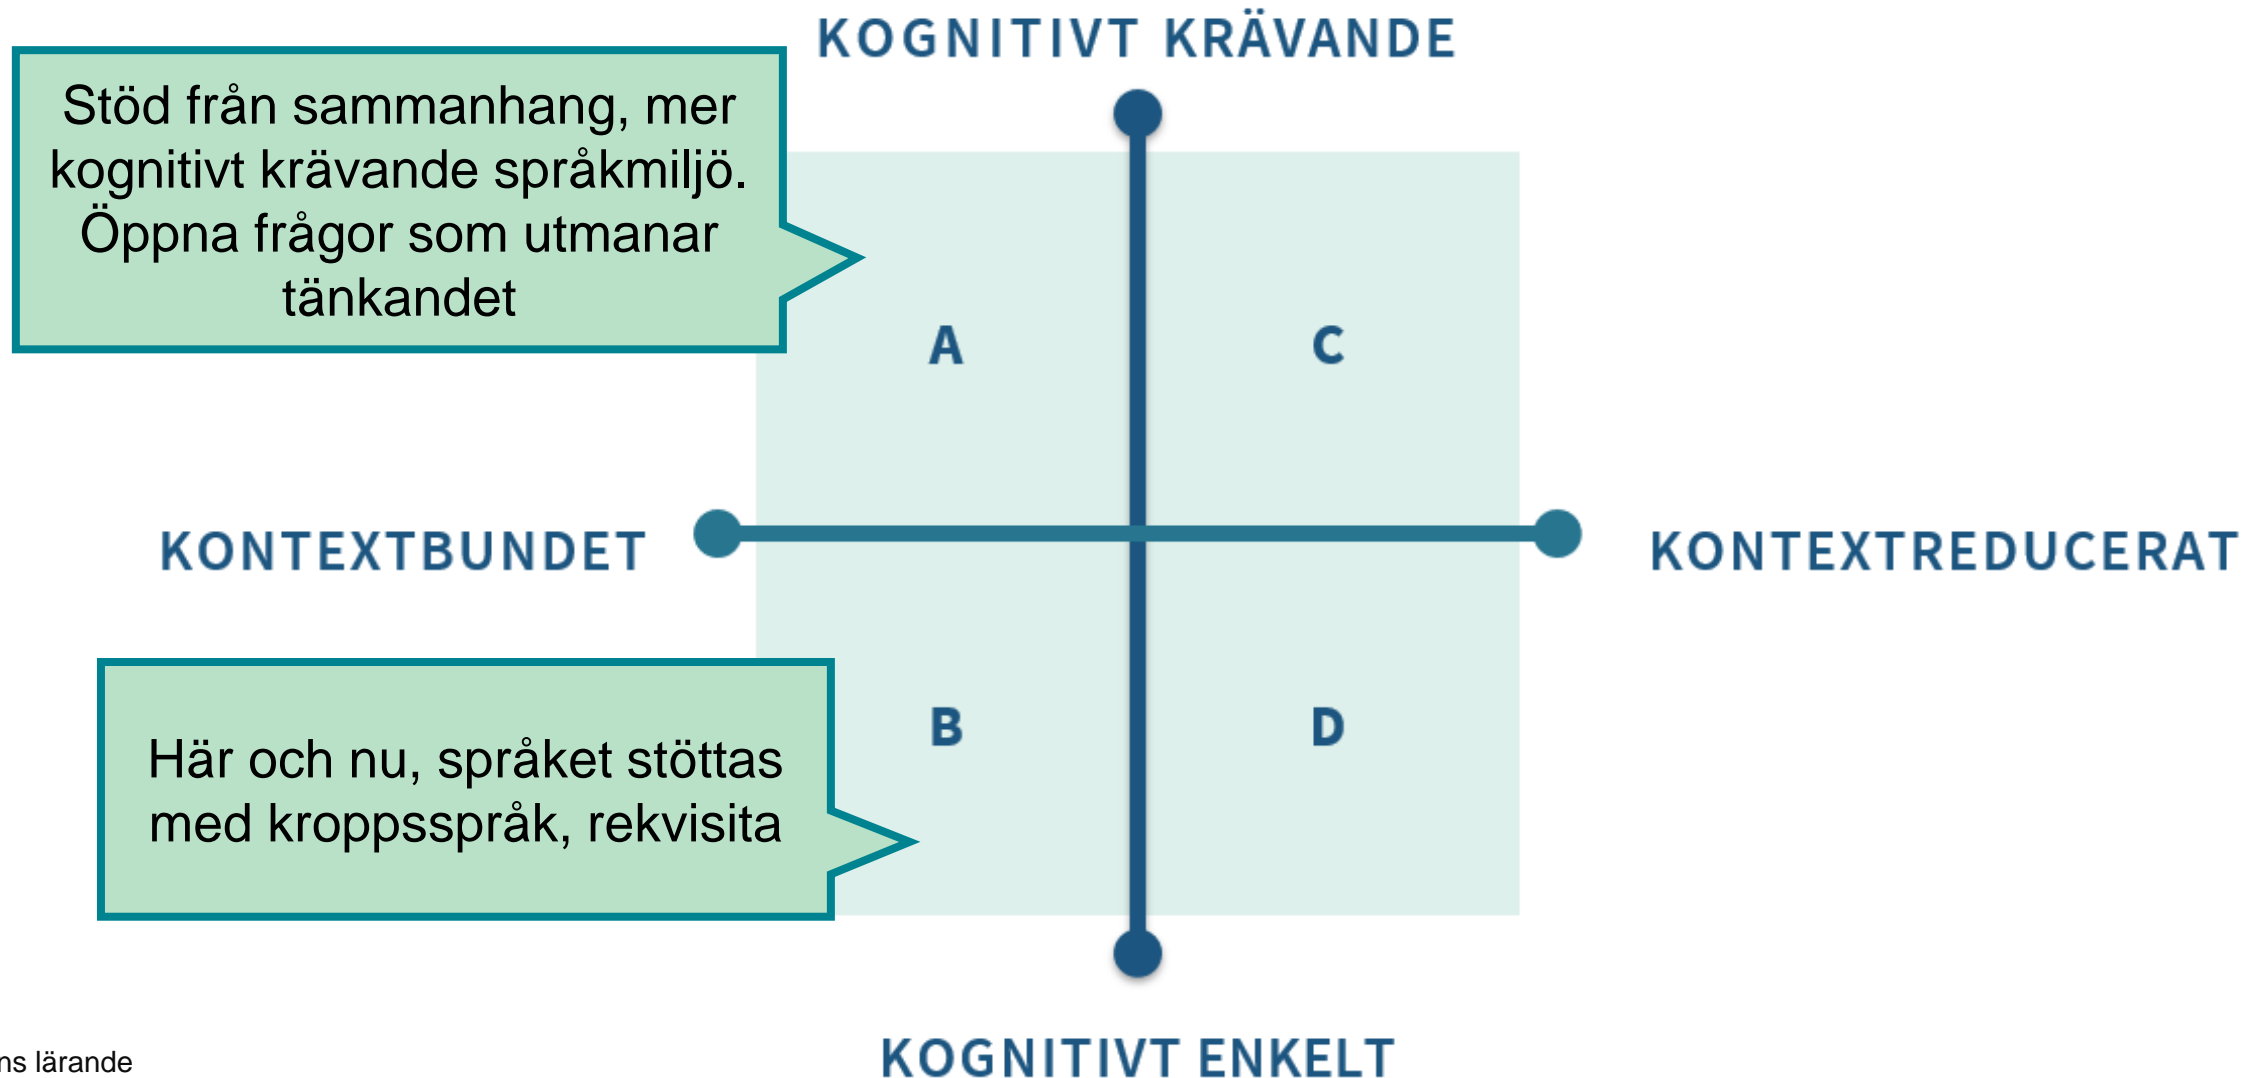 KOGNITIVT KRÄVANDE
Stöd från sammanhang, mer
kognitivt krävande språkmiljö.
Öppna frågor som utmanar
tänkandet
A
C
KONTEXTBUNDET
KONTEXTREDUCERAT
B
D
Här och nu, språket stöttas
med kroppsspråk, rekvisita
KOGNITIVT ENKELT
lärande